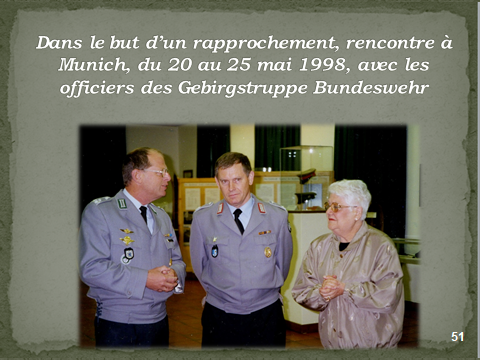 Dans le but d’un rapprochement, rencontre à
Munich, du 20 au 25 mai 1998, avec les
officiers des Gebirgstruppe Bundeswehr
51